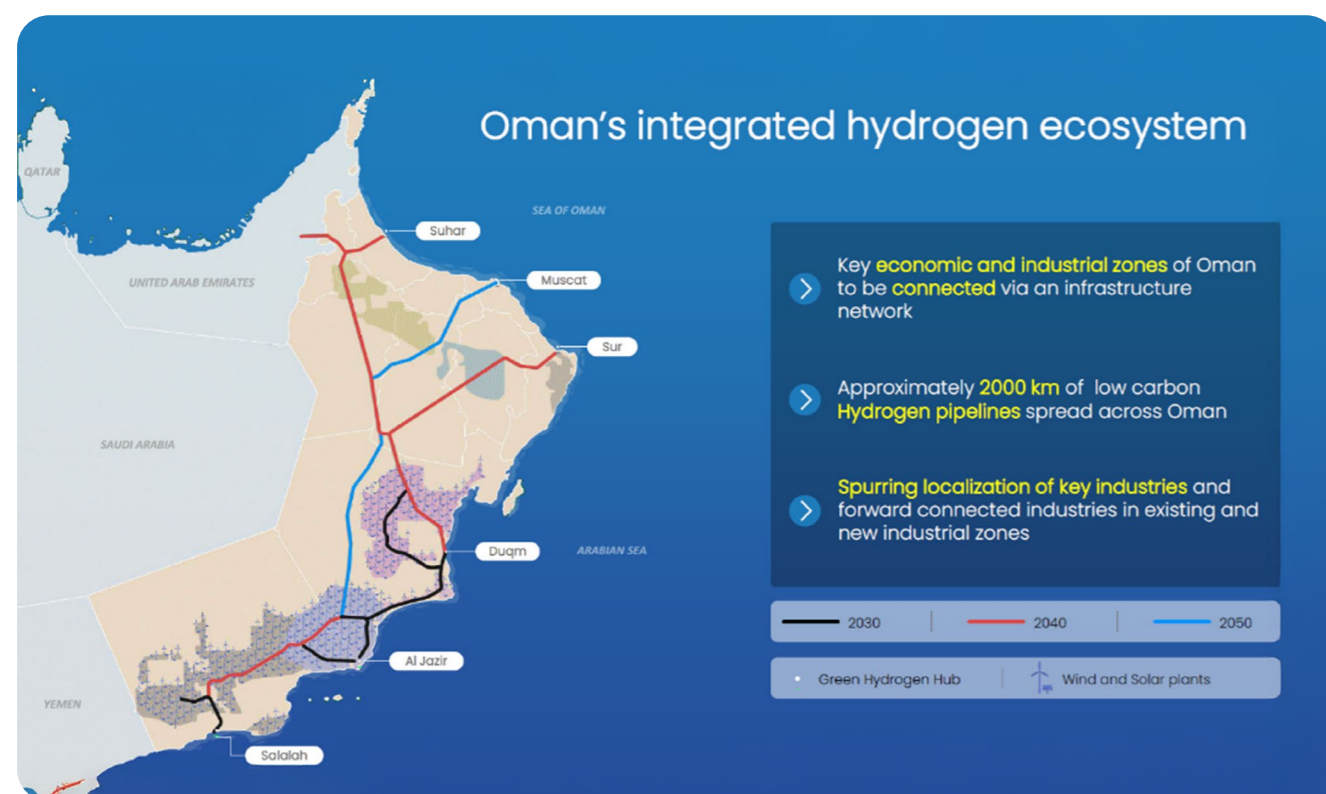 Oman's integrated hydrogen ecosystem
QATAR
SEA OF OMAN
Suhar
UNITED ARAB EMIRATES
Muscat
Sur
SAUDI ARABIA
Duqm
ARABIAN SEA
Al Jazir
YEMEN
Salalah
Key economic and industrial zones of Oman
to be connected via an infrastructure
network
Approximately 2000 km of low carbon
Hydrogen pipelines spread across Oman
Spurring localization of key industries and
forward connected industries in existing and
new industrial zones
2030
2040
2050
Green Hydrogen Hub
Wind and Solar plants